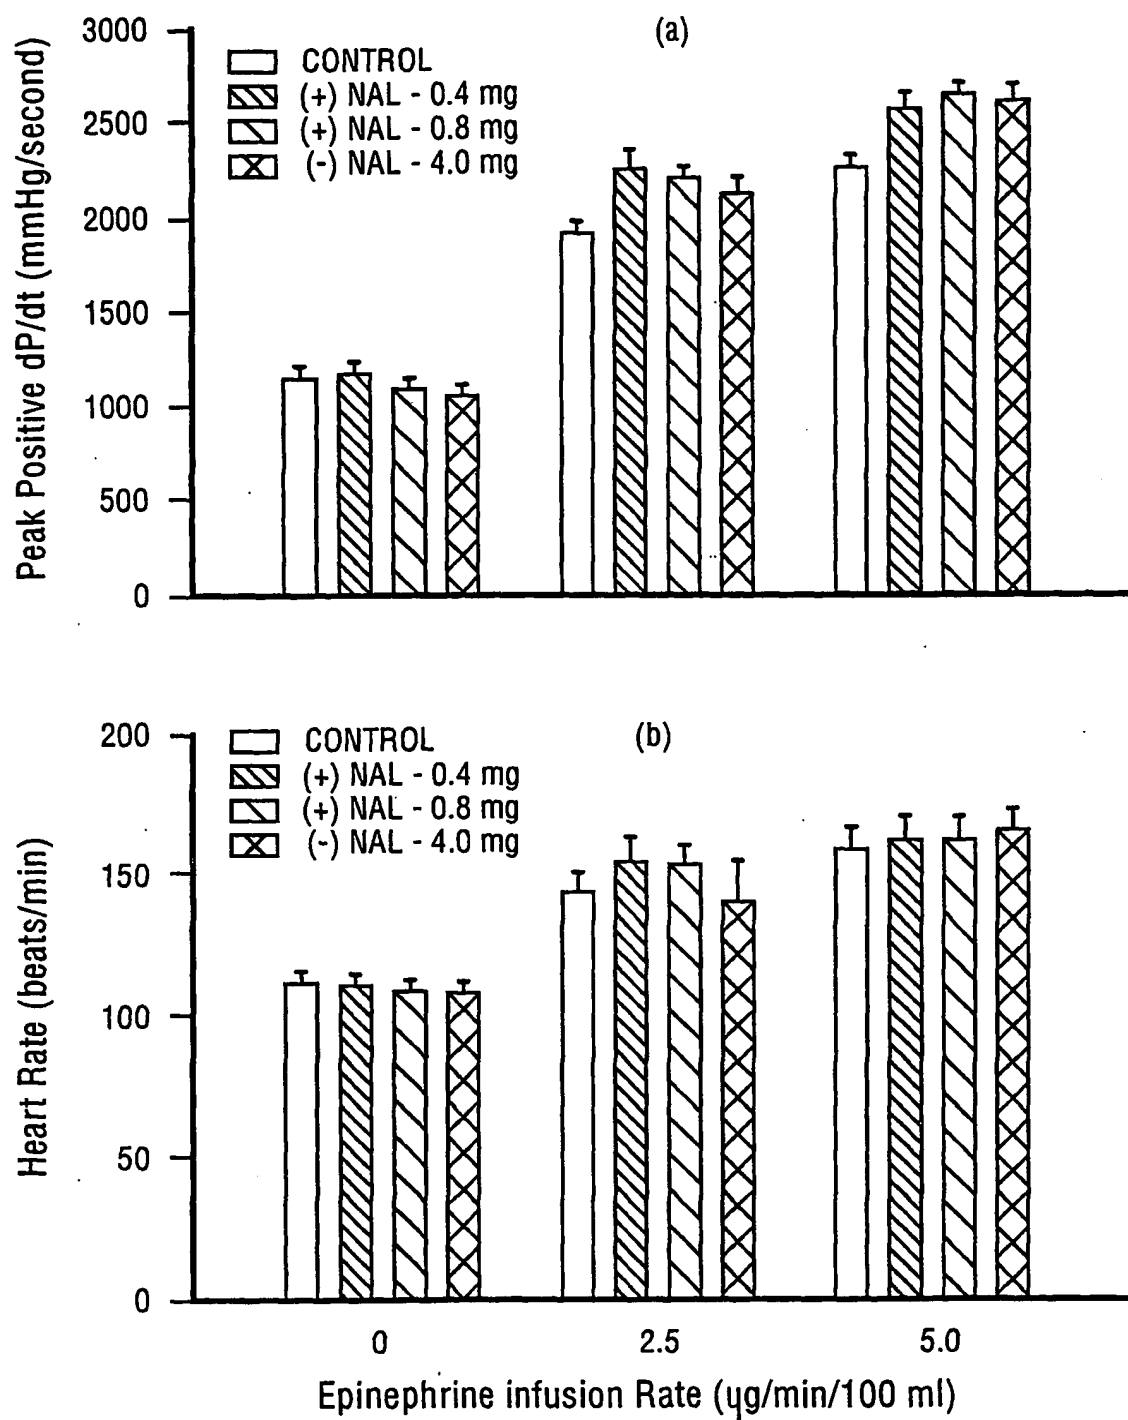 (a)
3000
2500
2000
1500
1000
500
0
Peak Positive dP/dt (mmHg/second)
CONTROL
(+) NAL - 0.4 mg
(+) NAL - 0.8 mg
(-) NAL - 4.0 mg
(b)
200
150
100
50
0
Heart Rate (beats/min)
CONTROL
(+) NAL - 0.4 mg
(+) NAL - 0.8 mg
(-) NAL - 4.0 mg
0 2.5 5.0
Epinephrine infusion Rate (ųg/min/100 ml)